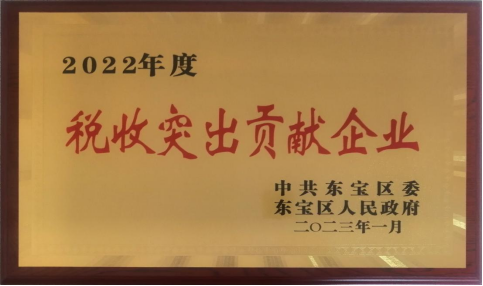 2022年度
税收突出贡献企业
中共东宝区委
东宝区人民政府
二〇二三年一月